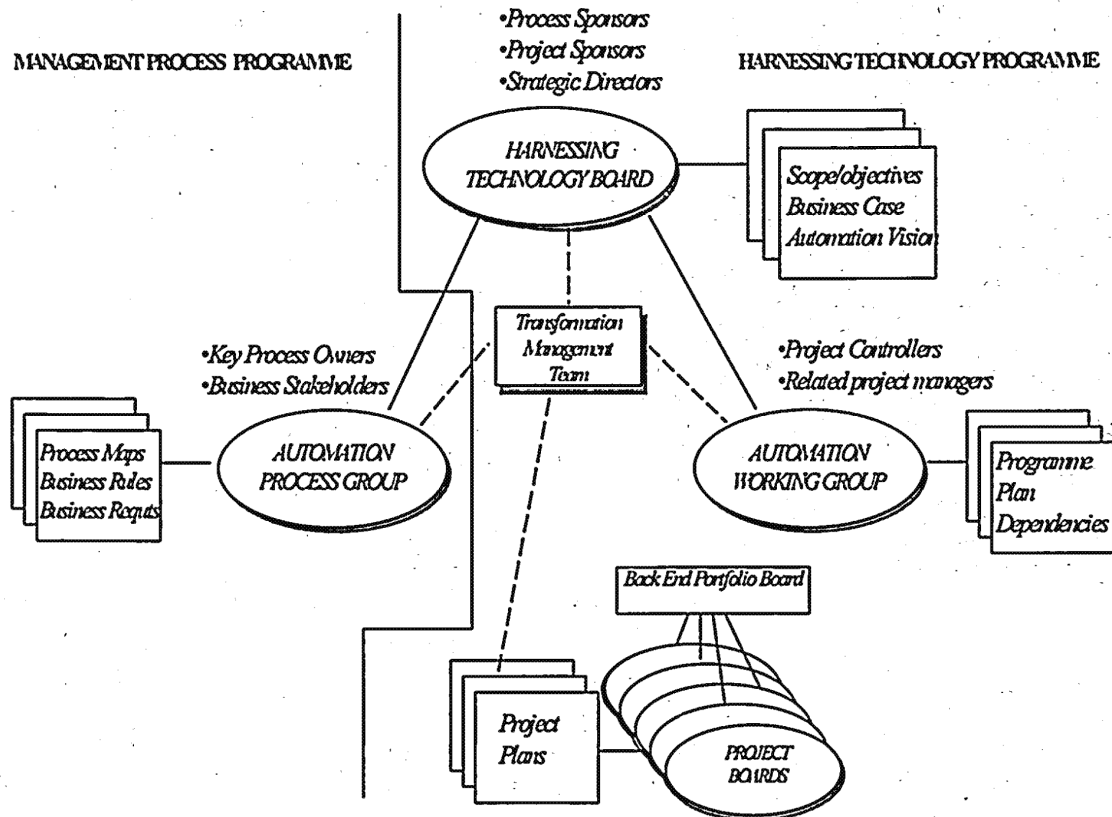 MANAGEMENT PROCESS PROGRAMME
•Process Sponsors
•Project Sponsors
•Strategic Directors
HARNESSING TECHNOLOGY PROGRAMME
HARNESSING
TECHNOLOGY BOARD
Scope/objectives
Business Case
Automation Vision
Transformation
Management
Team
•Key Process Owners
•Business Stakeholders
•Project Controllers
•Related project managers
Process Maps
Business Rules
Business Requts
AUTOMATION
PROCESS GROUP
AUTOMATION
WORKING GROUP
Programme
Plan
Dependencies
Back End Portfolio Board
Project
Plans
PROJECT
BOARDS